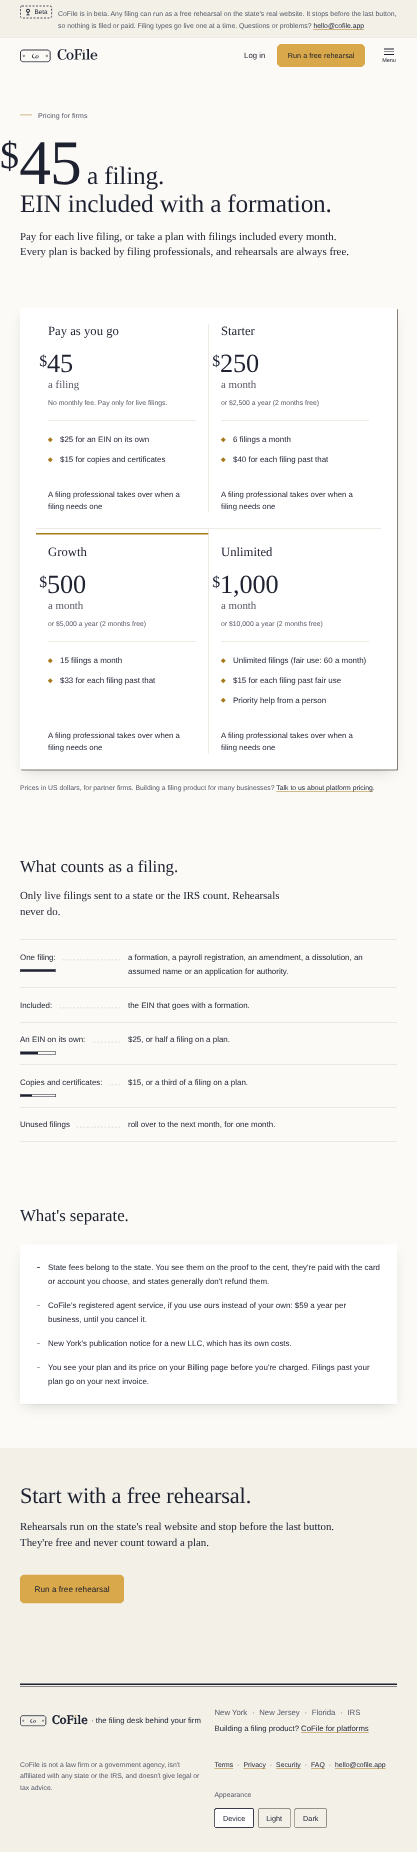 Beta
CoFile is in beta. Any filing can run as a free rehearsal on the state's real website. It stops before the last button,
so nothing is filed or paid. Filing types go live one at a time. Questions or problems? hello@cofile.app
Co CoFile Log in Run a free rehearsal Menu
Pricing for firms
$45 a filing.
EIN included with a formation.
Pay for each live filing, or take a plan with filings included every month.
Every plan is backed by filing professionals, and rehearsals are always free.
Pay as you go
$45
a filing
No monthly fee. Pay only for live filings.
$25 for an EIN on its own
$15 for copies and certificates
A filing professional takes over when a
filing needs one
Starter
$250
a month
or $2,500 a year (2 months free)
6 filings a month
$40 for each filing past that
A filing professional takes over when a
filing needs one
Growth
$500
a month
or $5,000 a year (2 months free)
15 filings a month
$33 for each filing past that
A filing professional takes over when a
filing needs one
Unlimited
$1,000
a month
or $10,000 a year (2 months free)
Unlimited filings (fair use: 60 a month)
$15 for each filing past fair use
Priority help from a person
A filing professional takes over when a
filing needs one
Prices in US dollars, for partner firms. Building a filing product for many businesses? Talk to us about platform pricing.
What counts as a filing.
Only live filings sent to a state or the IRS count. Rehearsals
never do.
One filing: a formation, a payroll registration, an amendment, a dissolution, an
assumed name or an application for authority.
Included: the EIN that goes with a formation.
An EIN on its own: $25, or half a filing on a plan.
Copies and certificates: $15, or a third of a filing on a plan.
Unused filings roll over to the next month, for one month.
What's separate.
– State fees belong to the state. You see them on the proof to the cent, they're paid with the card
or account you choose, and states generally don't refund them.
– CoFile's registered agent service, if you use ours instead of your own: $59 a year per
business, until you cancel it.
– New York's publication notice for a new LLC, which has its own costs.
– You see your plan and its price on your Billing page before you're charged. Filings past your
plan go on your next invoice.
Start with a free rehearsal.
Rehearsals run on the state's real website and stop before the last button.
They're free and never count toward a plan.
Run a free rehearsal
Co CoFile · the filing desk behind your firm
New York · New Jersey · Florida · IRS
Building a filing product? CoFile for platforms
CoFile is not a law firm or a government agency, isn't
affiliated with any state or the IRS, and doesn't give legal or
tax advice.
Terms · Privacy · Security · FAQ · hello@cofile.app
Appearance
Device Light Dark